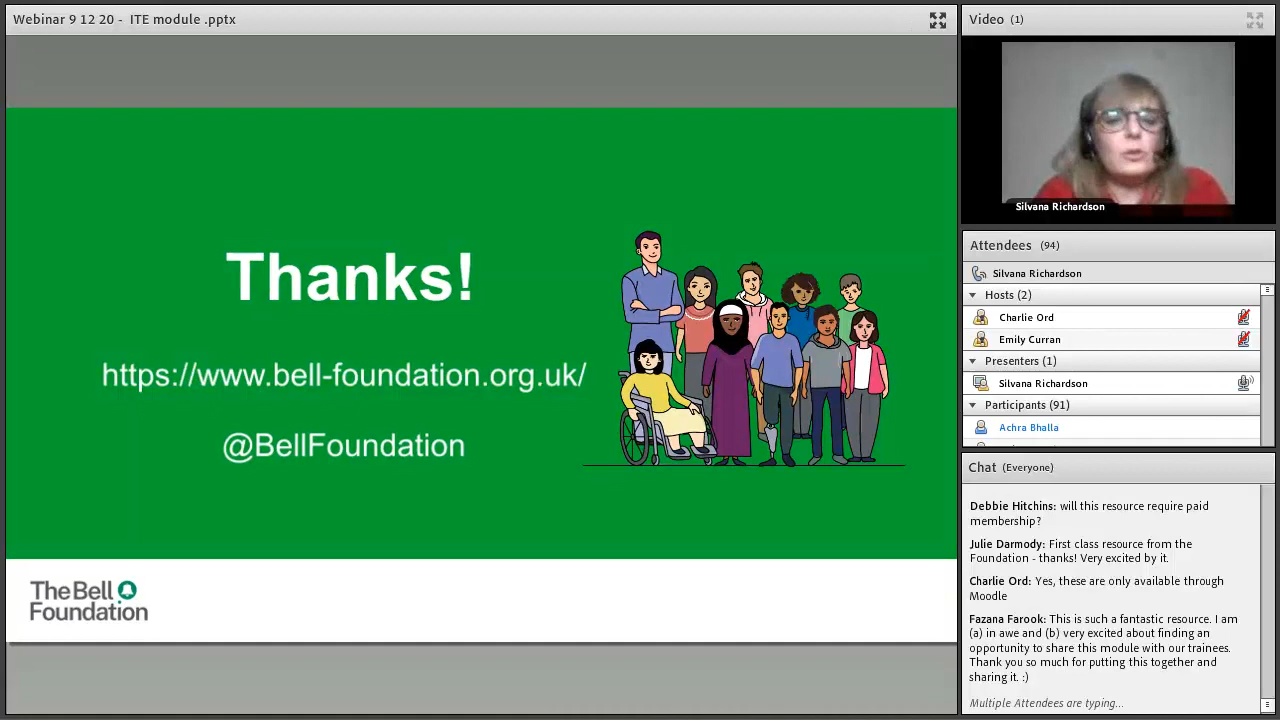 Webinar 9 12 20 - ITE module .pptx
Thanks!
https://www.bell-foundation.org.uk/
@BellFoundation
The Bell
Foundation
Video (1)
Silvana Richardson
Attendees (94)
Silvana Richardson
Hosts (2)
Charlie Ord
Emily Curran
Presenters (1)
Silvana Richardson
Participants (91)
Achra Bhalla
Chat (Everyone)
Debbie Hitchins: will this resource require paid
membership?
Julie Darmody: First class resource from the
Foundation - thanks! Very excited by it.
Charlie Ord: Yes, these are only available through
Moodle
Fazana Farook: This is such a fantastic resource. I am
(a) in awe and (b) very excited about finding an
opportunity to share this module with our trainees.
Thank you so much for putting this together and
sharing it. :)
Multiple Attendees are typing...